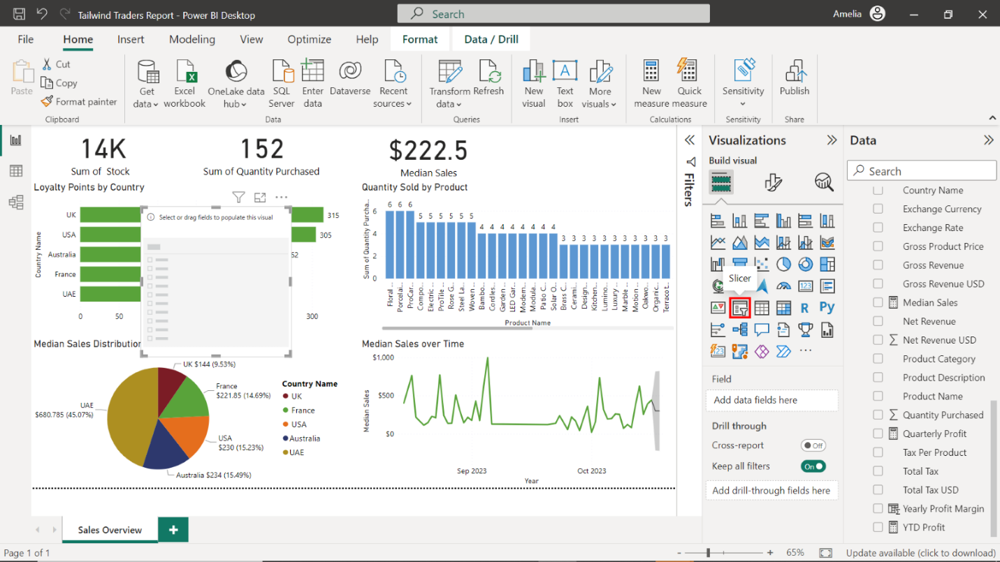 Tailwind Traders Report - Power BI Desktop
Search
Amelia
File Home Insert Modeling View Optimize Help Format Data / Drill
Paste
Cut
Copy
Format painter
Clipboard
Get data
Excel workbook
OneLake data hub
SQL Server
Enter data
Dataverse
Recent sources
Data
Transform data
Refresh
Queries
New visual
Text box
More visuals
Insert
New measure
Quick measure
Calculations
Sensitivity
Sensitivity
Publish
Share
14K
Sum of Stock
152
Sum of Quantity Purchased
$222.5
Median Sales
Loyalty Points by Country
Country Name
UK
315
USA
305
Australia
52
France
UAE
0 50 300
Select or drag fields to populate this visual
Quantity Sold by Product
Sum of Quantity Purcha...
6
4
2
0
6 6 6 5 5 5 5 5 5 4 4 4 4 4 4 4 4 3 3 3 3 3 3 3 3 3 3 3
Floral ...
Porcelai...
ProCar...
Compo...
Electric ...
ProTile ...
Rose G...
Steel La...
Woven ...
Bambo...
Cordles...
Garden ...
LED Gar...
Modern...
Modula...
Patio C...
Solar O...
Brass C...
Cerami...
Design...
Kitchen...
Luxury ...
Marble ...
Motion ...
Oakwo...
Organic...
Terracot...
Product Name
Median Sales Distribution
UK $144 (9.53%)
France
$221.85 (14.69%)
USA
$230 (15.23%)
Australia $234 (15.49%)
UAE
$680.785 (45.07%)
Country Name
UK
France
USA
Australia
UAE
Median Sales over Time
Median Sales
$1,000
$500
$0
Sep 2023 Oct 2023
Year
Filters
Visualizations
Build visual
Slicer
123
R Py
123
...
Field
Add data fields here
Drill through
Cross-report Off
Keep all filters On
Add drill-through fields here
Data
Search
Country Name
Exchange Currency
Exchange Rate
Gross Product Price
Gross Revenue
Gross Revenue USD
Median Sales
Net Revenue
Net Revenue USD
Product Category
Product Description
Product Name
Quantity Purchased
Quarterly Profit
Tax Per Product
Total Tax
Total Tax USD
Yearly Profit Margin
YTD Profit
Sales Overview
Page 1 of 1
- + 65%
Update available (click to download)